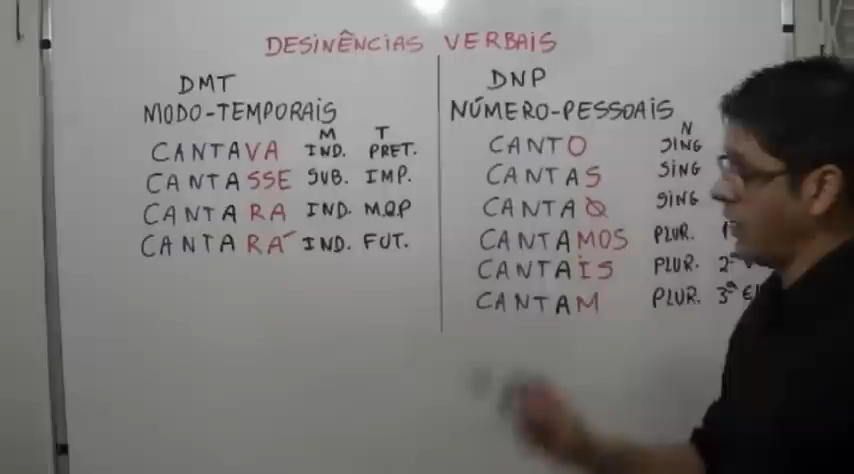 DESINÊNCIAS VERBAIS
DMT
MODO-TEMPORAIS
M T
CANTAVA IND. PRET.
CANTASSE SUB. IMP.
CANTARA IND. MQP
CANTARÁ IND. FUT.
DNP
NÚMERO-PESSOAIS
N
CANTO SING
CANTAS SING
CANTAØ SING
CANTAMOS PLUR.
CANTAIS PLUR. 2ª
CANTAM PLUR. 3ª